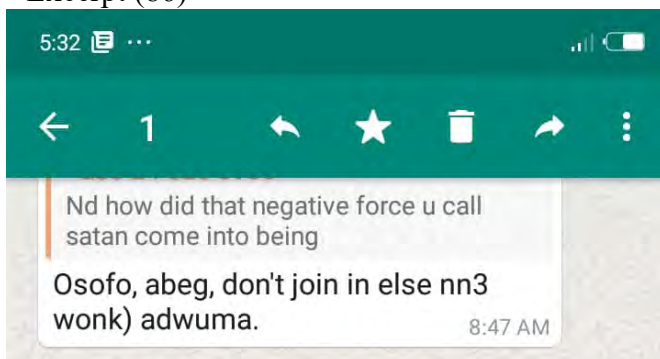 5:32
1
Nd how did that negative force u call
satan come into being
Osofo, abeg, don't join in else nn3
wonk) adwuma.
8:47 AM